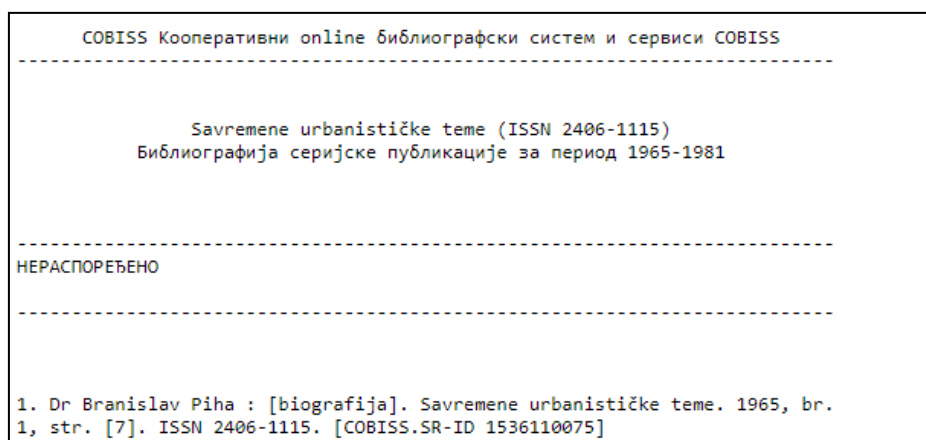 COBISS Кооперативни online библиографски систем и сервиси COBISS
---------------------------------------------------------------------------
Savremene urbanističke teme (ISSN 2406-1115)
Библиографија серијске публикације за период 1965-1981
---------------------------------------------------------------------------
НЕРАСПОРЕЂЕНО
---------------------------------------------------------------------------
1. Dr Branislav Piha : [biografija]. Savremene urbanističke teme. 1965, br.
1, str. [7]. ISSN 2406-1115. [COBISS.SR-ID 1536110075]